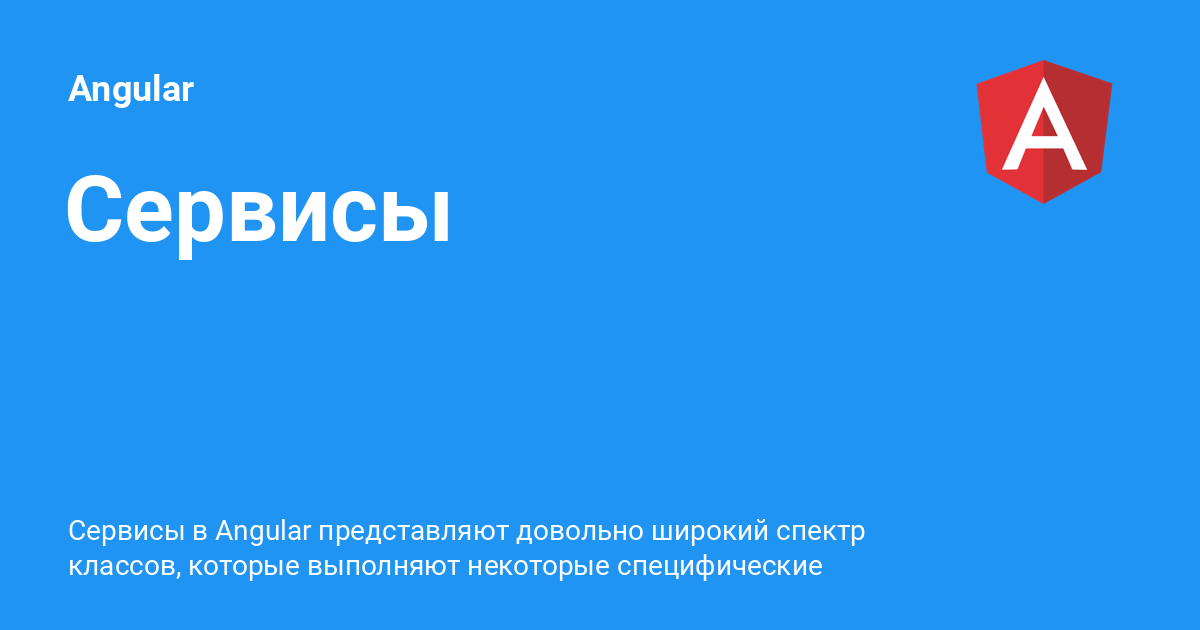 Angular
Сервисы
Сервисы в Angular представляют довольно широкий спектр
классов, которые выполняют некоторые специфические